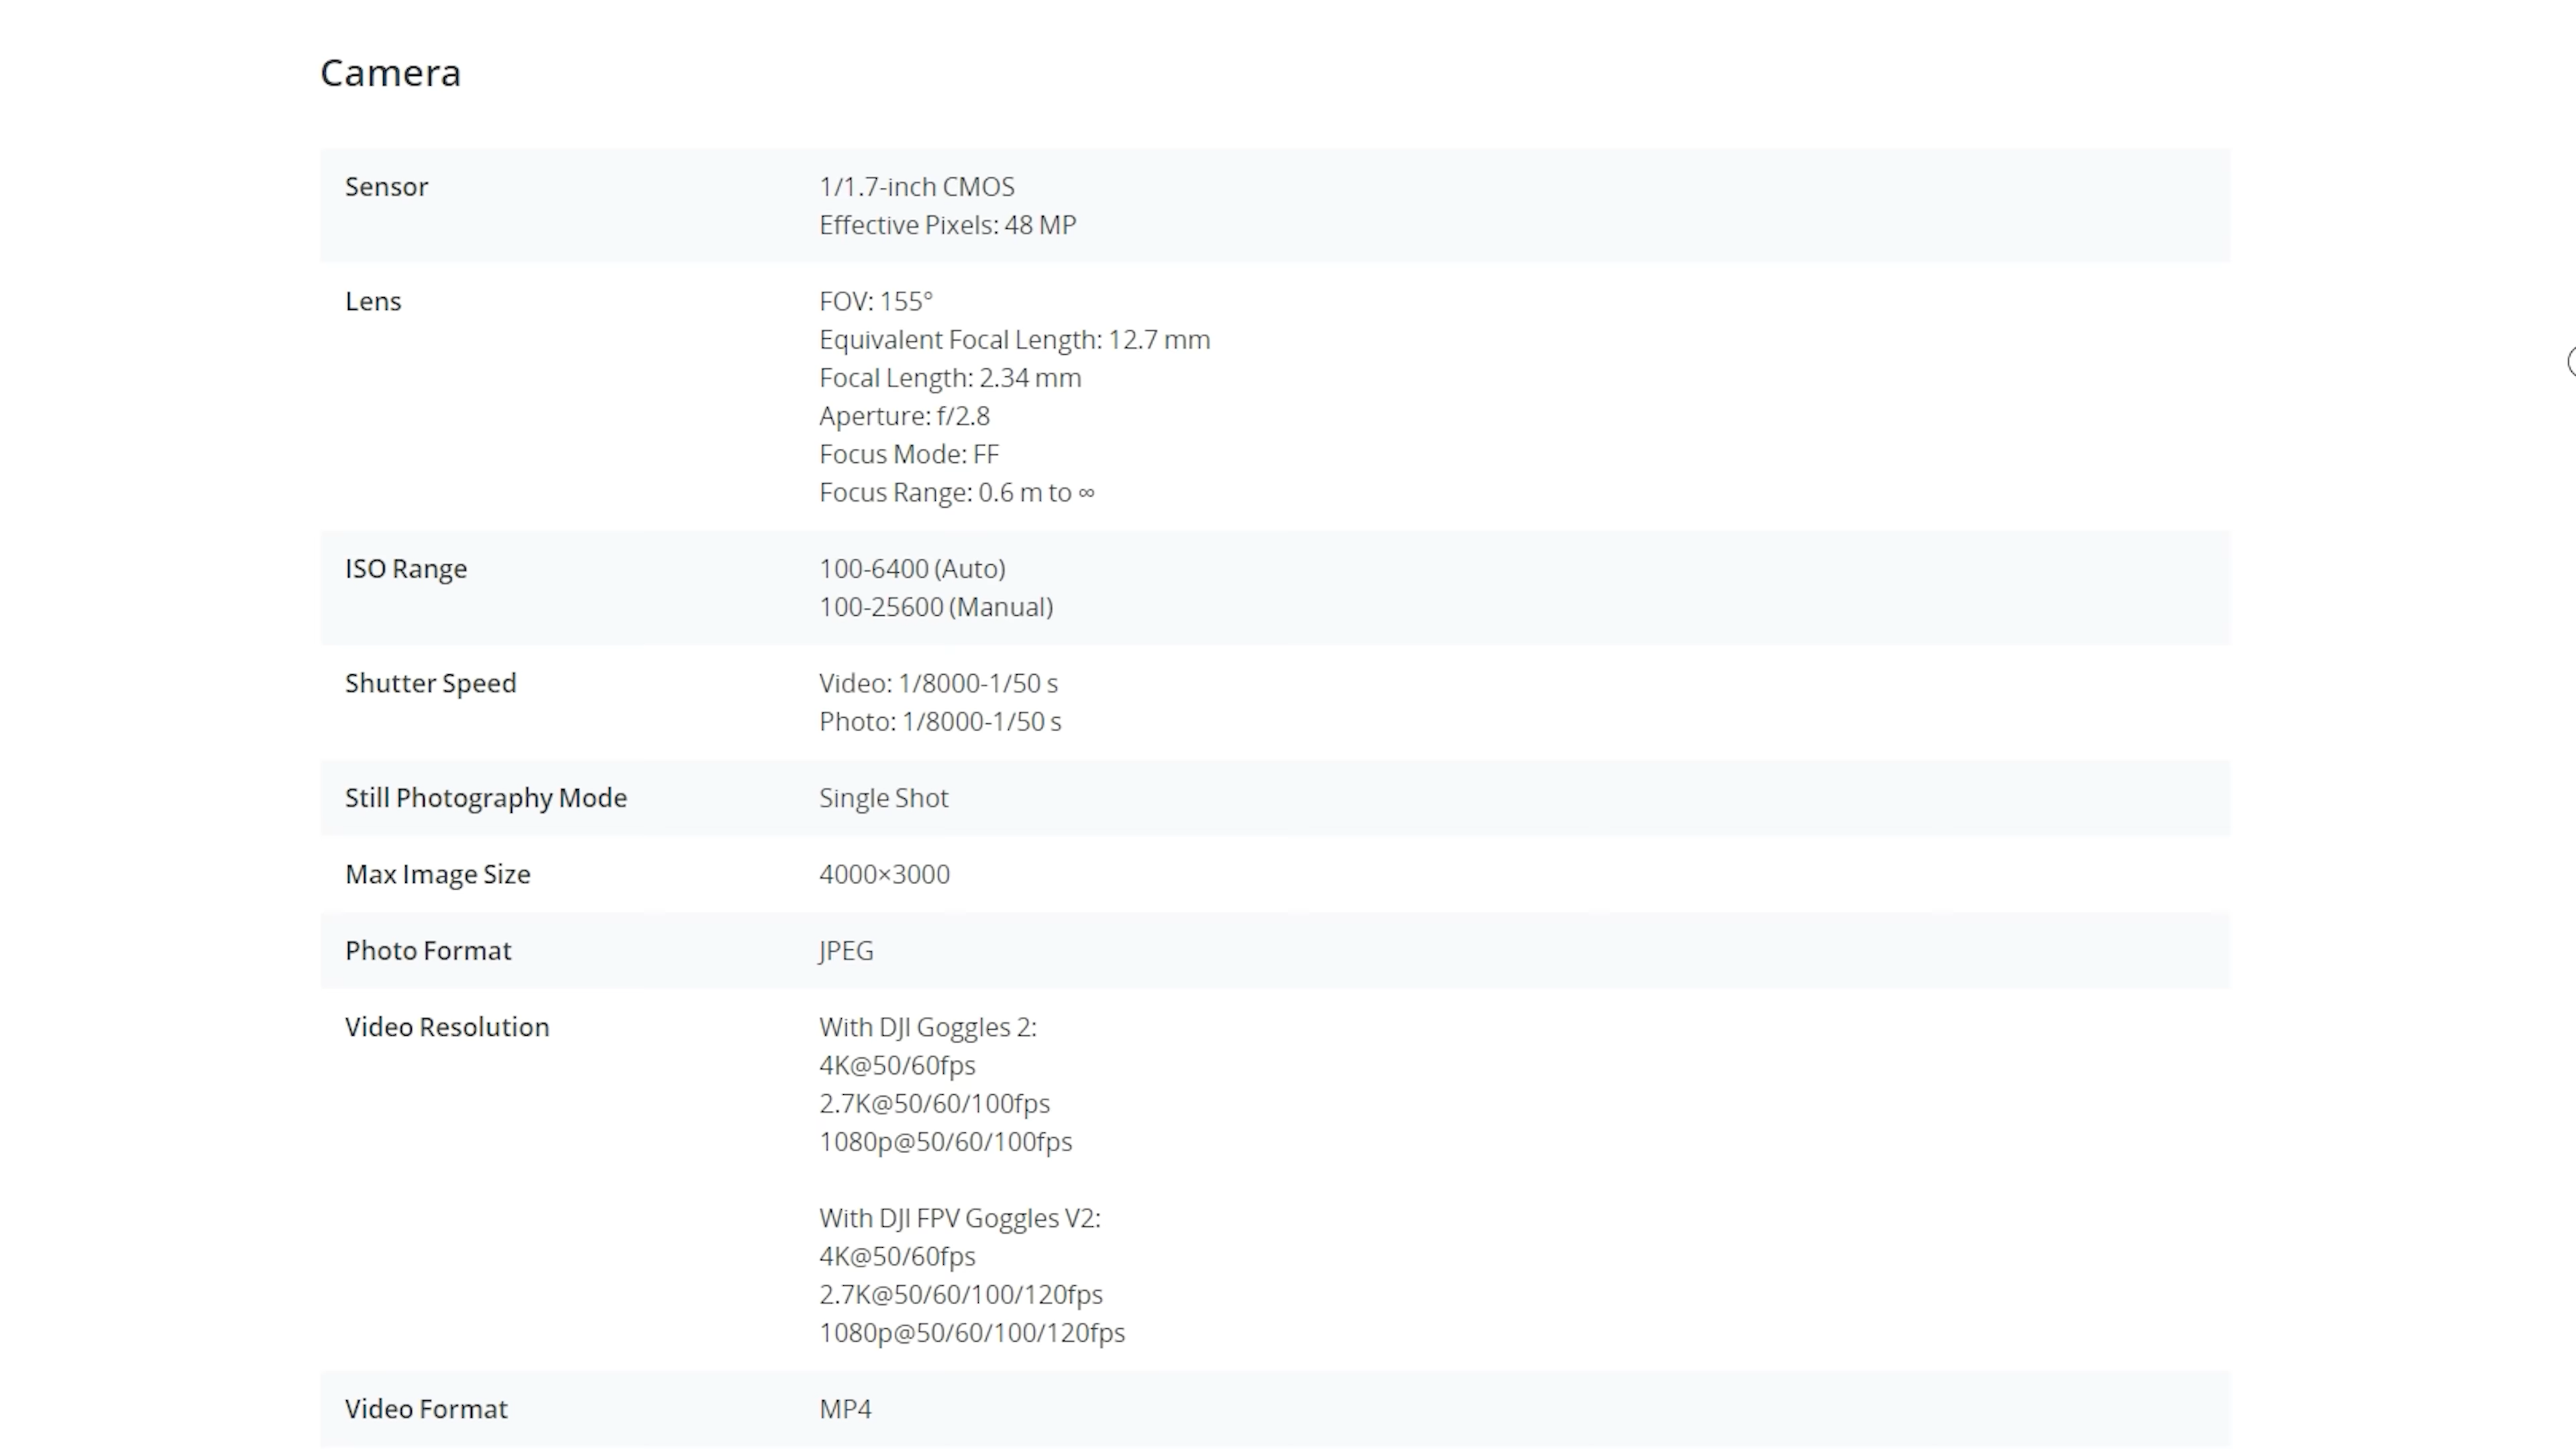 Camera
Sensor
1/1.7-inch CMOS
Effective Pixels: 48 MP
Lens
FOV: 155°
Equivalent Focal Length: 12.7 mm
Focal Length: 2.34 mm
Aperture: f/2.8
Focus Mode: FF
Focus Range: 0.6 m to ∞
ISO Range
100-6400 (Auto)
100-25600 (Manual)
Shutter Speed
Video: 1/8000-1/50 s
Photo: 1/8000-1/50 s
Still Photography Mode
Single Shot
Max Image Size
4000×3000
Photo Format
JPEG
Video Resolution
With DJI Goggles 2:
4K@50/60fps
2.7K@50/60/100fps
1080p@50/60/100fps
With DJI FPV Goggles V2:
4K@50/60fps
2.7K@50/60/100/120fps
1080p@50/60/100/120fps
Video Format
MP4